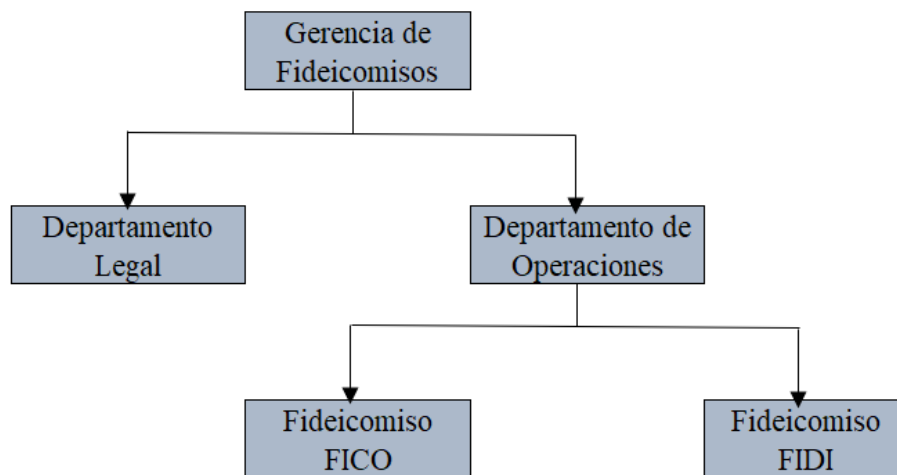 Gerencia de
Fideicomisos
Departamento
Legal
Departamento de
Operaciones
Fideicomiso
FICO
Fideicomiso
FIDI